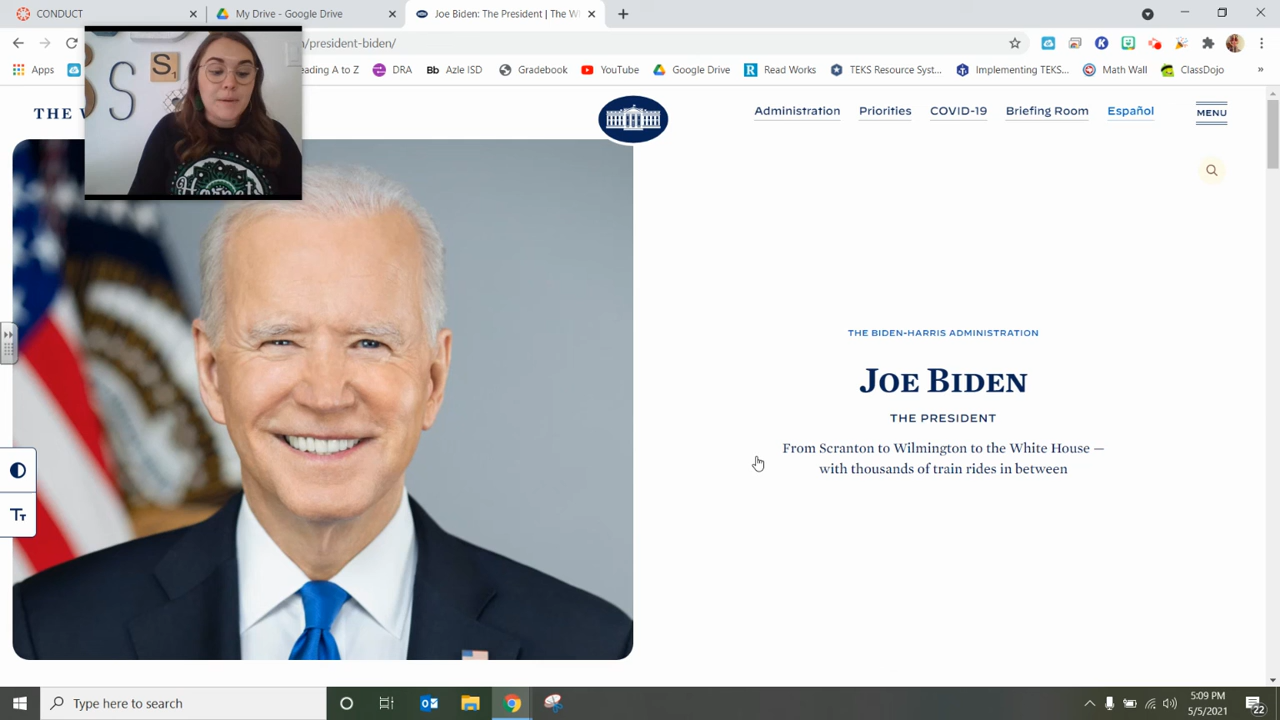 CONDUCT
My Drive - Google Drive
Joe Biden: The President | The W
/president-biden/
Apps
eading A to Z
DRA
Bb Azle ISD
Gradebook
YouTube
Google Drive
R Read Works
TEKS Resource Syst...
Implementing TEKS...
Math Wall
ClassDojo
»
S
S1
THE
Administration
Priorities
COVID-19
Briefing Room
Español
MENU
THE BIDEN-HARRIS ADMINISTRATION
JOE BIDEN
THE PRESIDENT
From Scranton to Wilmington to the White House —
with thousands of train rides in between
TT
Type here to search
5:09 PM
5/5/2021
22